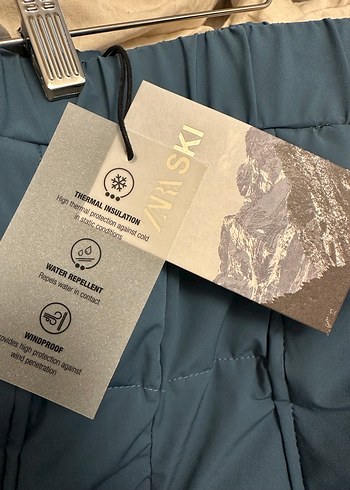 ZARA SKI
THERMAL INSULATION
High thermal protection against cold
in static conditions
WATER REPELLENT
Repels water in contact
WINDPROOF
rovides high protection against
wind penetration